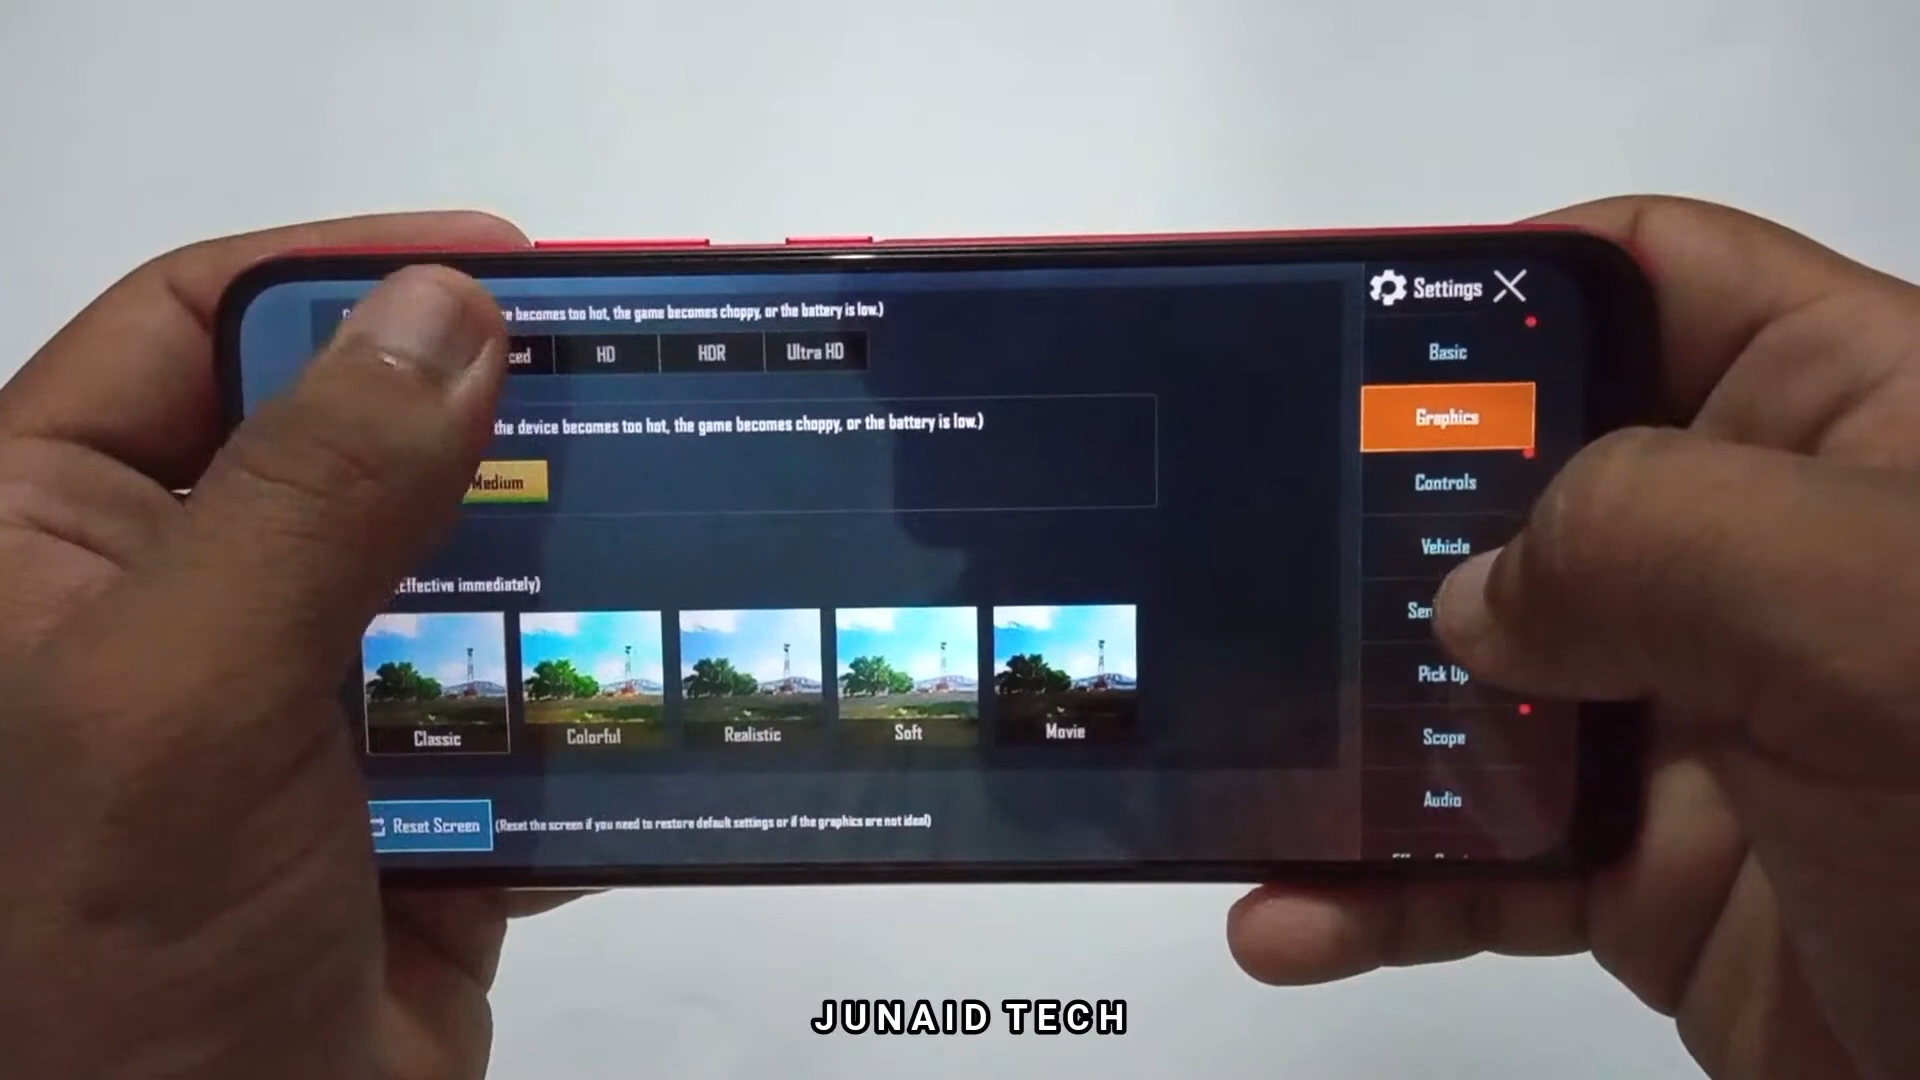 becomes too hot, the game becomes choppy, or the battery is low.)
HD HDR Ultra HD
the device becomes too hot, the game becomes choppy, or the battery is low.)
Medium
Effective immediately)
Classic Colorful Realistic Soft Movie
Reset Screen (Reset the screen if you need to restore default settings or if the graphics are not ideal)
Settings
Basic
Graphics
Controls
Vehicle
Pick Up
Scope
Audio
JUNAID TECH